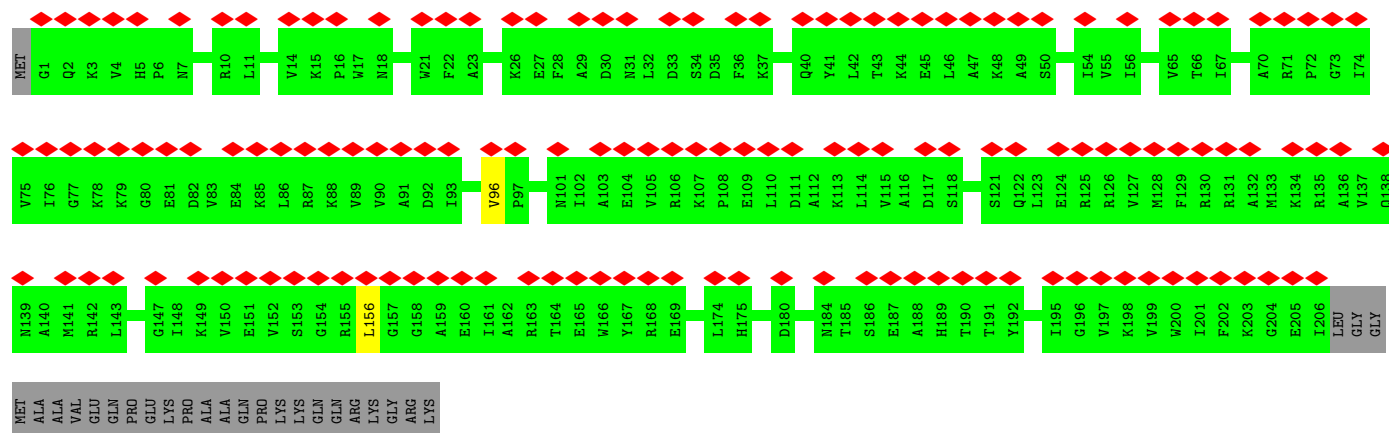 MET G1 Q2 K3 V4 H5 P6 N7 R10 L11 V14 K15 P16 W17 N18 W21 F22 A23 K26 E27 F28 A29 D30 N31 L32 D33 S34 D35 F36 K37 Q40 Y41 L42 T43 K44 E45 L46 A47 K48 A49 S50 I54 V55 I56 V65 T66 I67 A70 R71 P72 G73 I74
V75 I76 G77 K78 K79 G80 E81 D82 V83 E84 K85 L86 R87 K88 V89 V90 A91 D92 I93 V96 P97 N101 I102 A103 E104 V105 R106 K107 P108 E109 L110 D111 A112 K113 L114 V115 A116 D117 S118 S121 Q122 L123 E124 R125 R126 V127 M128 F129 R130 R131 A132 M133 K134 R135 A136 V137 Q138
N139 A140 M141 R142 L143 G147 I148 K149 V150 E151 V152 S153 G154 R155 L156 G157 G158 A159 E160 I161 A162 R163 T164 E165 W166 Y167 R168 E169 L174 H175 D180 N184 T185 S186 E187 A188 H189 T190 T191 Y192 I195 G196 V197 K198 V199 W200 I201 F202 K203 G204 E205 I206 LEU GLY GLY
MET ALA ALA VAL GLU GLN PRO GLU LYS PRO ALA ALA GLN PRO LYS LYS GLN GLN ARG LYS GLY ARG LYS